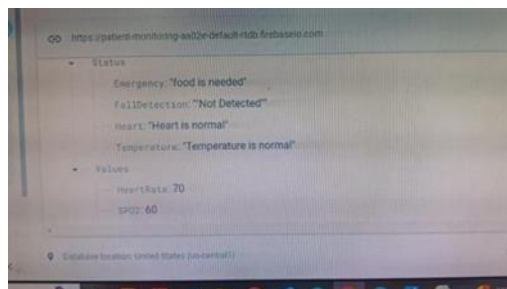 https://patient-monitoring-aa02e-default-rtdb.firebaseio.com
Status
Emergency: "food is needed"
FallDetection: ""Not Detected""
Heart: "Heart is normal"
Temperature: "Temperature is normal"
Values
HeartRate: 70
SPO2: 60
Database location: United States (us-central1)